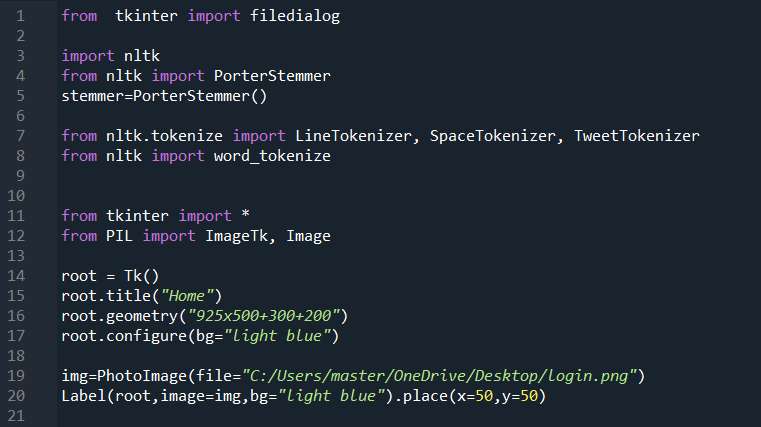 1 from  tkinter import filedialog
2
3 import nltk
4 from nltk import PorterStemmer
5 stemmer=PorterStemmer()
6
7 from nltk.tokenize import LineTokenizer, SpaceTokenizer, TweetTokenizer
8 from nltk import word_tokenize
9
10
11 from tkinter import *
12 from PIL import ImageTk, Image
13
14 root = Tk()
15 root.title("Home")
16 root.geometry("925x500+300+200")
17 root.configure(bg="light blue")
18
19 img=PhotoImage(file="C:/Users/master/OneDrive/Desktop/login.png")
20 Label(root,image=img,bg="light blue").place(x=50,y=50)
21